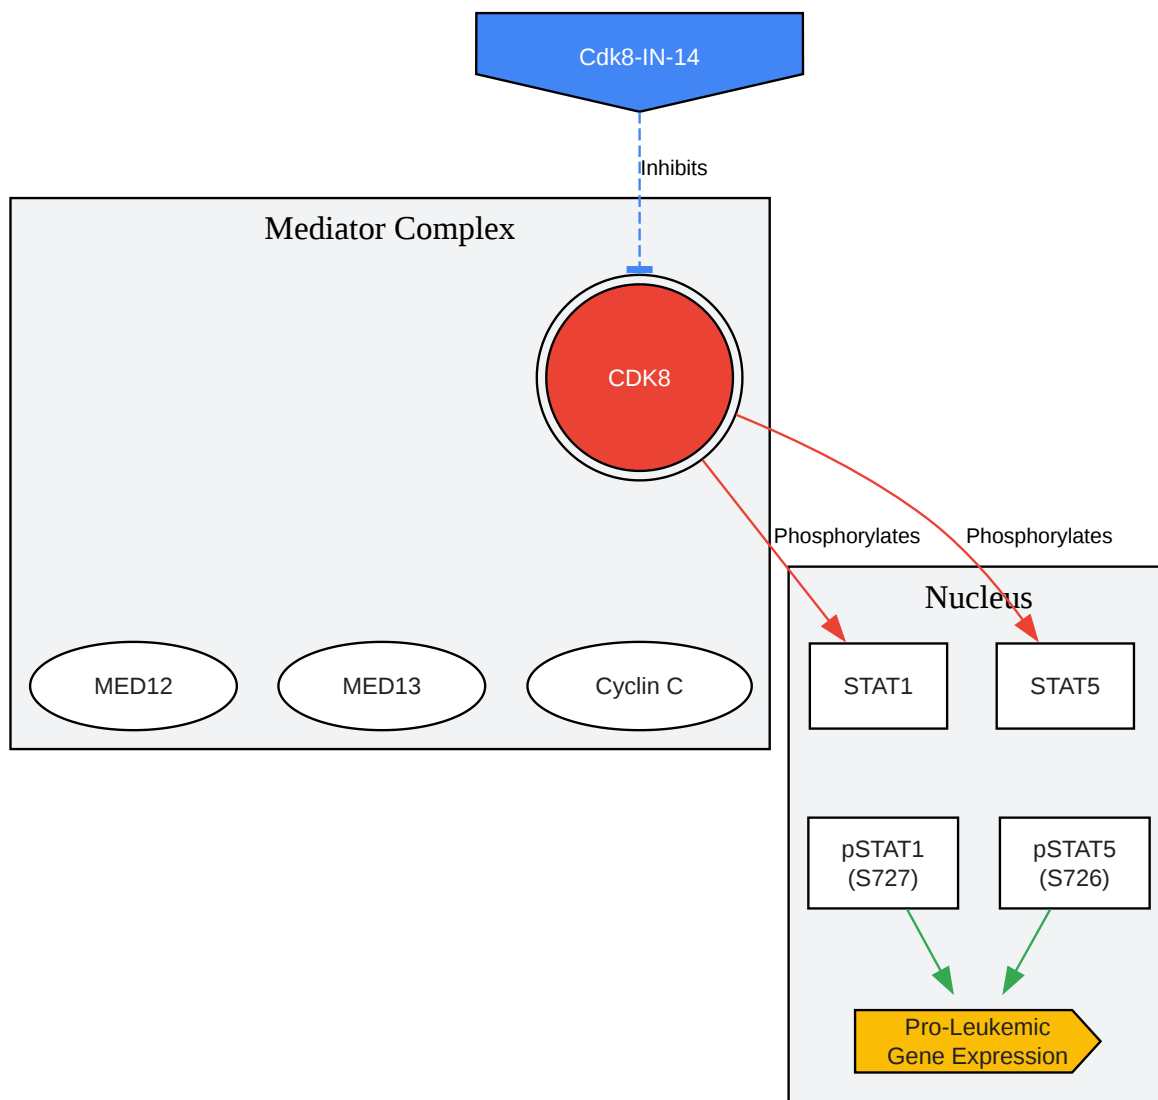 Cdk8-IN-14
Inhibits
Mediator Complex
CDK8
Phosphorylates
Phosphorylates
Nucleus
MED12
MED13
Cyclin C
STAT1
STAT5
pSTAT1
(S727)
pSTAT5
(S726)
Pro-Leukemic
Gene Expression